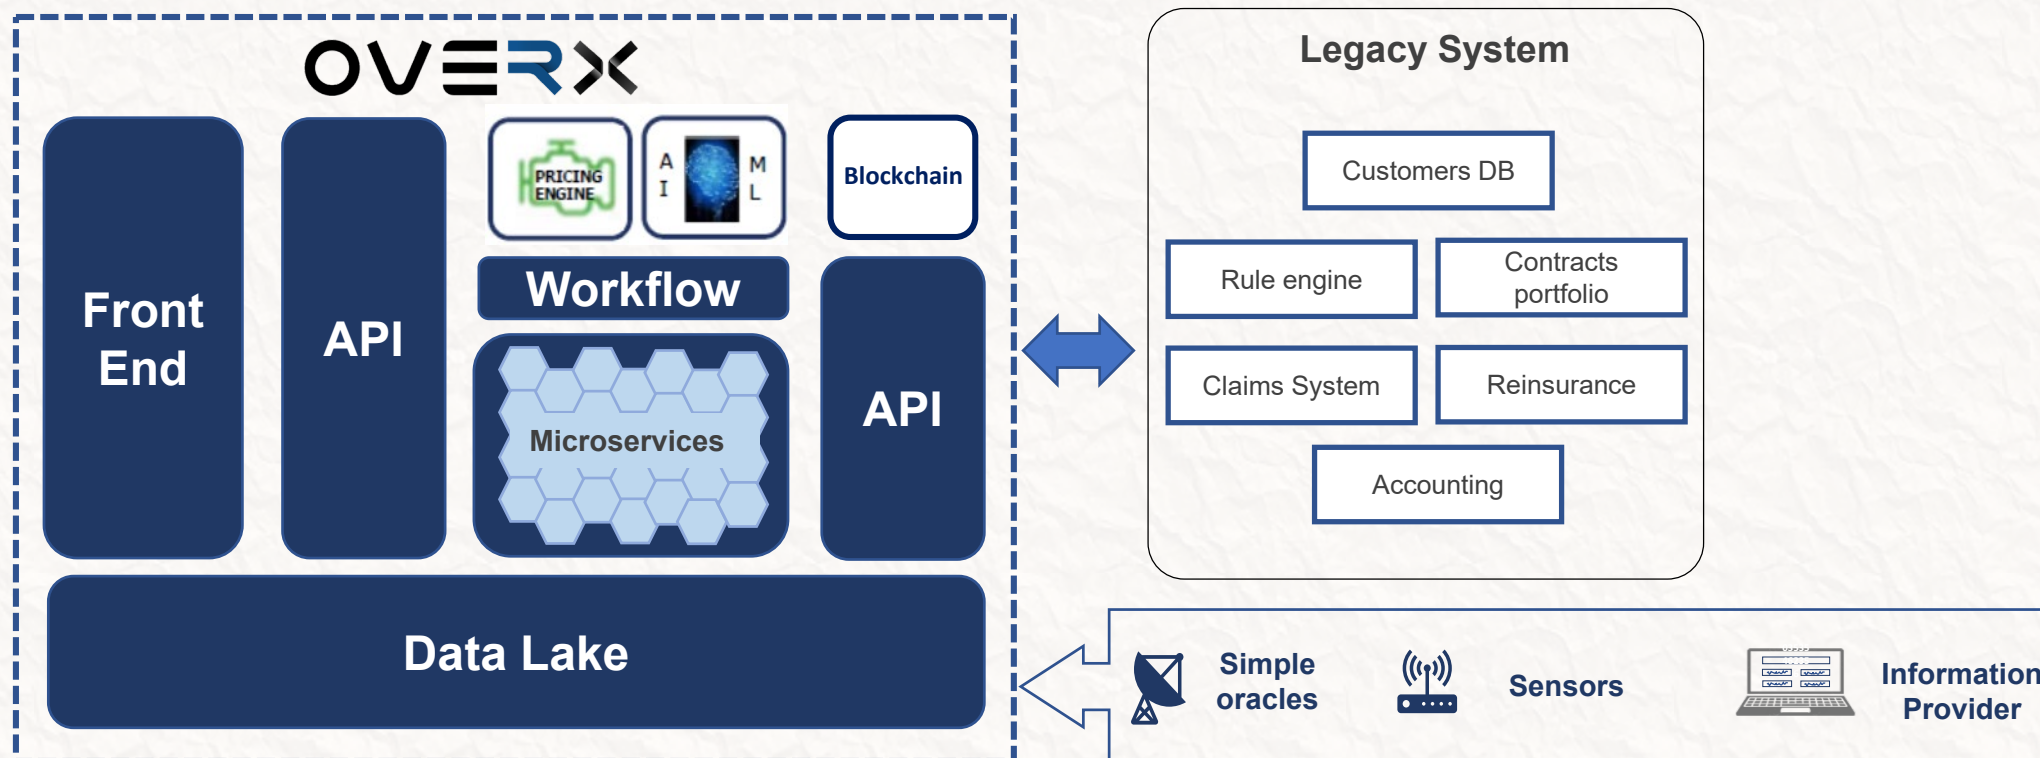 OVERX
Legacy System
Front
End
API
PRICING
ENGINE
A
I
M
L
Blockchain
Workflow
Microservices
API
Data Lake
Customers DB
Rule engine
Contracts
portfolio
Claims System
Reinsurance
Accounting
Simple
oracles
Sensors
Information
Provider